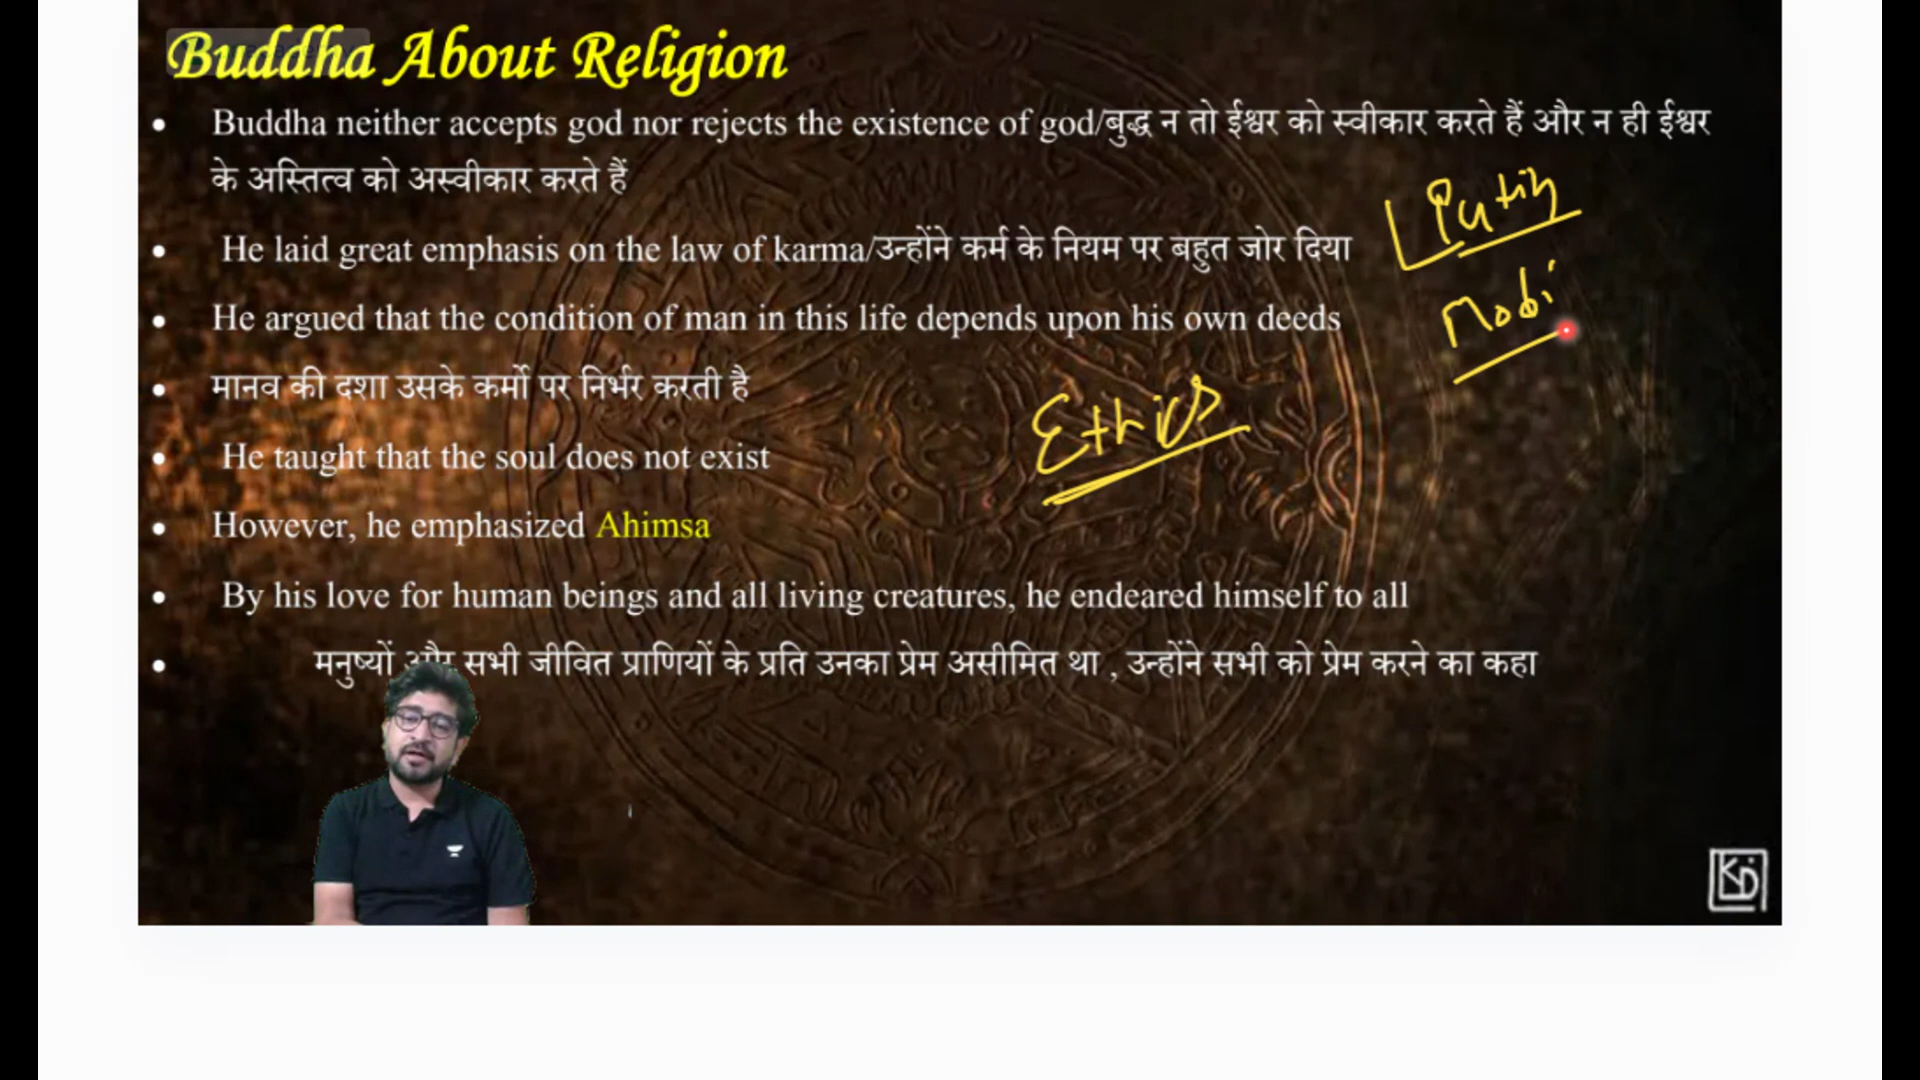 Buddha About Religion
• Buddha neither accepts god nor rejects the existence of god/बुद्ध न तो ईश्वर को स्वीकार करते हैं और न ही ईश्वर
के अस्तित्व को अस्वीकार करते हैं
• He laid great emphasis on the law of karma/उन्होंने कर्म के नियम पर बहुत जोर दिया
• He argued that the condition of man in this life depends upon his own deeds
• मानव की दशा उसके कर्मो पर निर्भर करती है
• He taught that the soul does not exist
• However, he emphasized Ahimsa
• By his love for human beings and all living creatures, he endeared himself to all
• मनुष्यों और सभी जीवित प्राणियों के प्रति उनका प्रेम असीमित था , उन्होंने सभी को प्रेम करने का कहा
Putin
Modi
Ethics
KD